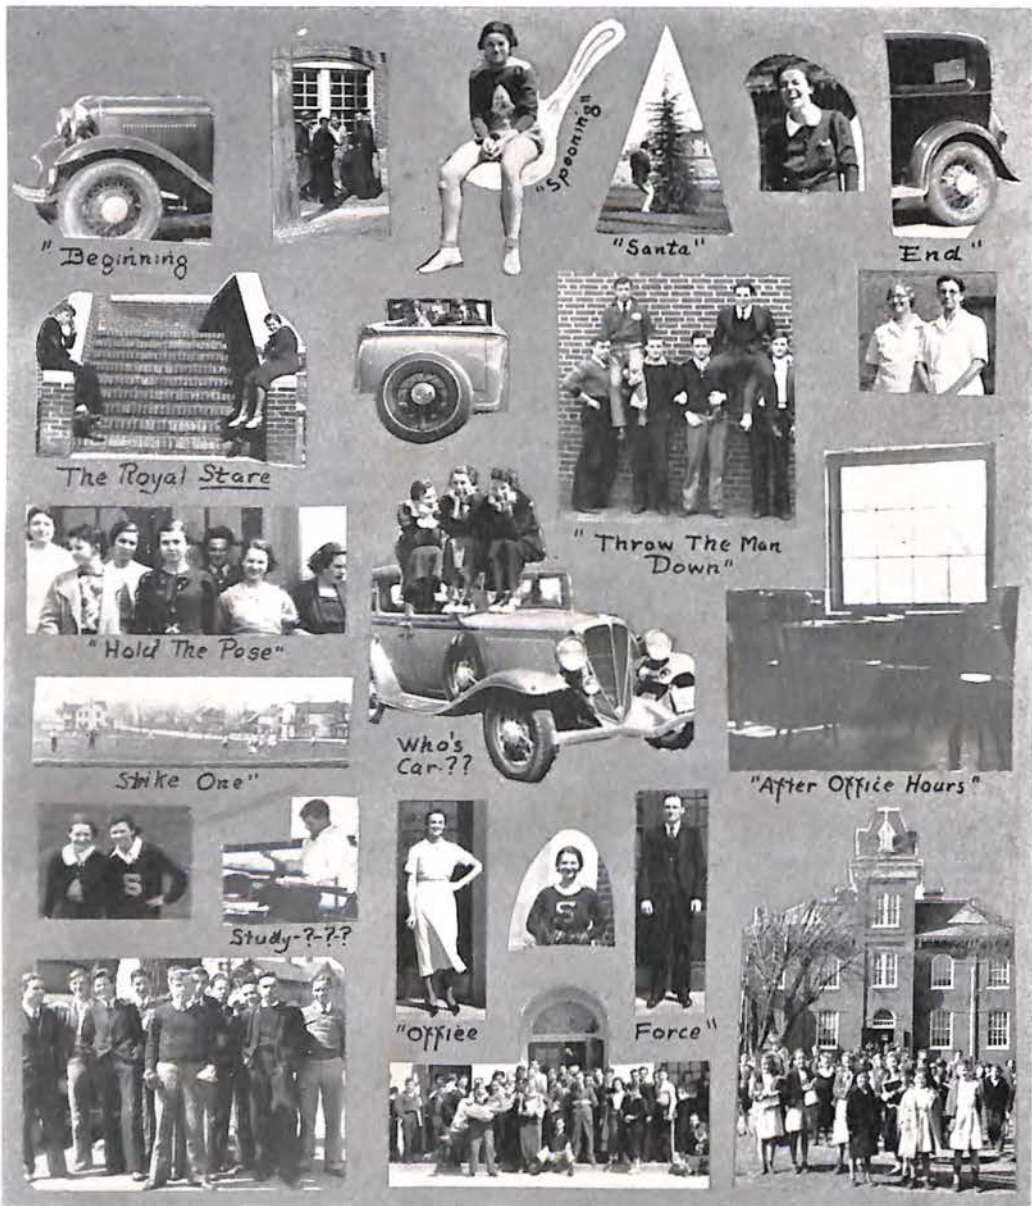 "Beginning
"Spooning"
"Santa"
End"
The Royal Stare
"Throw The Man
Down"
"Hold The Pose"
Strike One"
Who's
Car-??
"After Office Hours"
S
Study-?-?-?
S
"Office
Force"